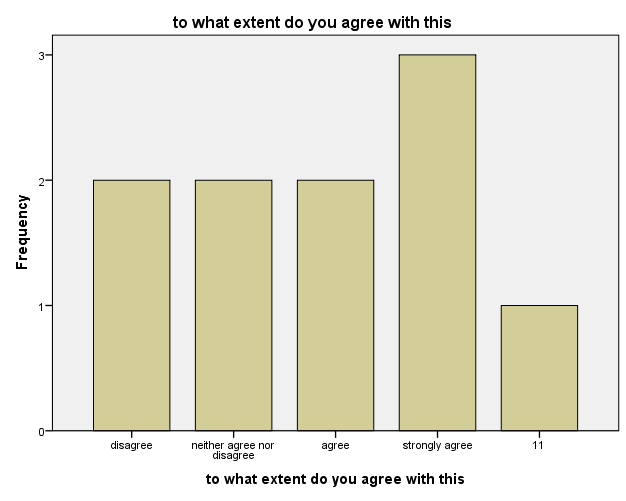 to what extent do you agree with this
3
2
1
0
Frequency
disagree
neither agree nor
disagree
agree
strongly agree
11
to what extent do you agree with this